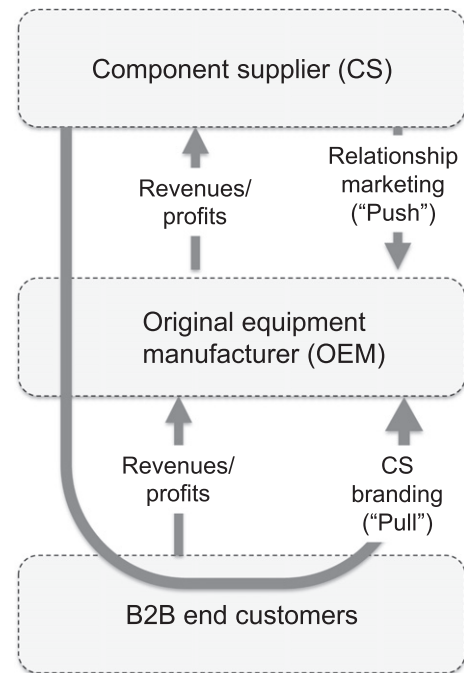 Component supplier (CS)
Revenues/
profits
Relationship
marketing
(“Push”)
Original equipment
manufacturer (OEM)
Revenues/
profits
CS
branding
(“Pull”)
B2B end customers